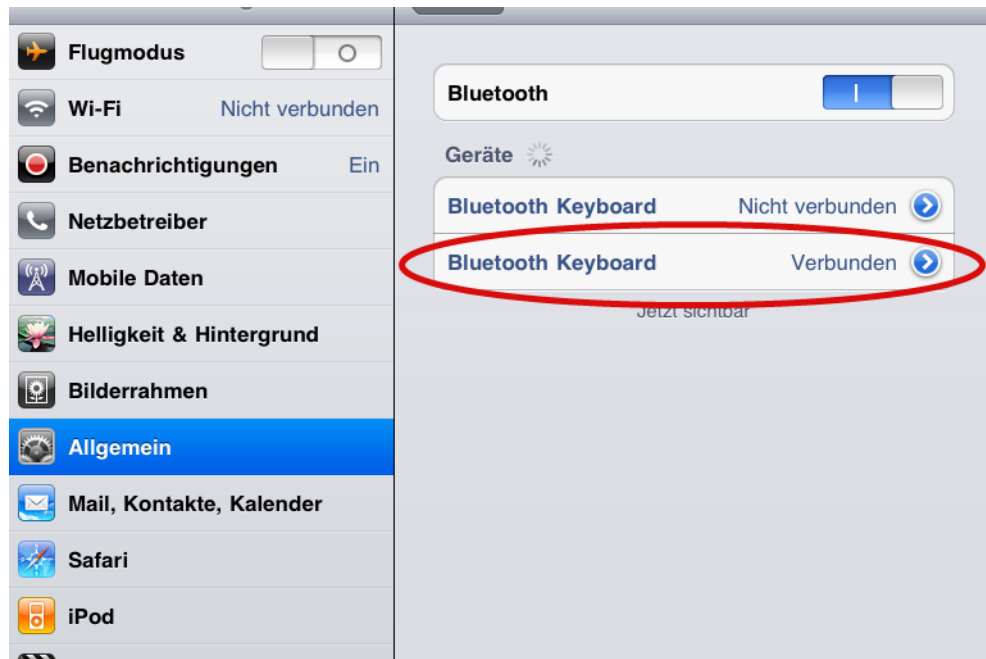 Flugmodus
Wi-Fi Nicht verbunden
Benachrichtigungen Ein
Netzbetreiber
Mobile Daten
Helligkeit & Hintergrund
Bilderrahmen
Allgemein
Mail, Kontakte, Kalender
Safari
iPod
Bluetooth
Geräte
Bluetooth Keyboard Nicht verbunden
Bluetooth Keyboard Verbunden
Jetzt sichtbar